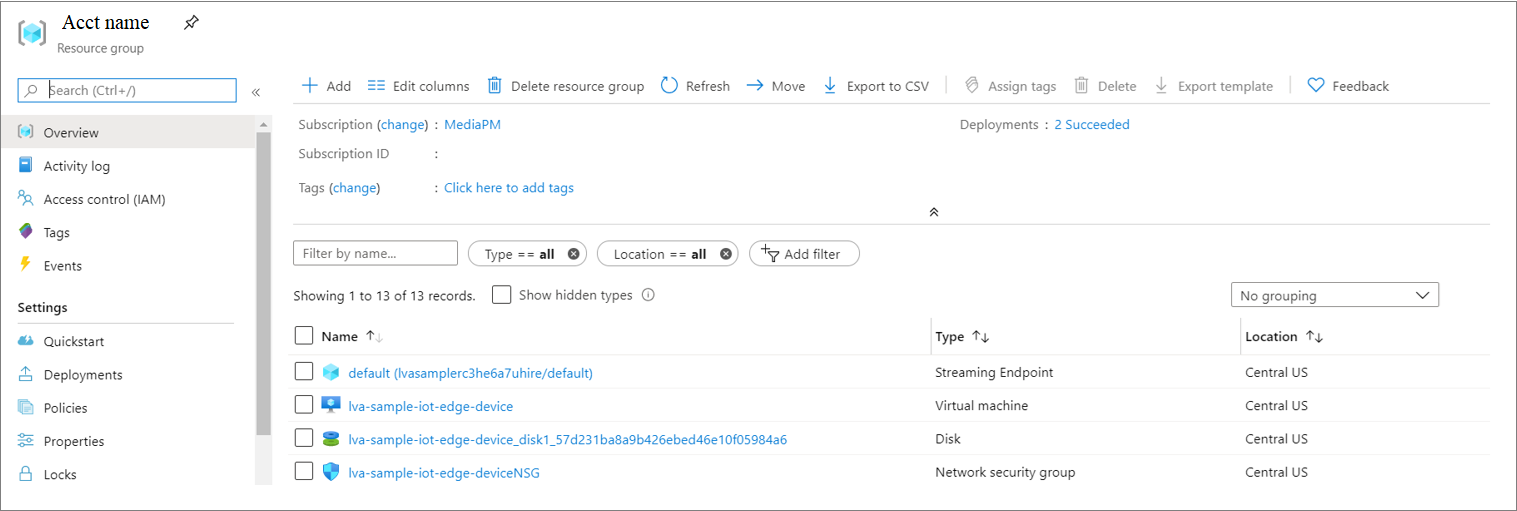 Acct name
Resource group
Search (Ctrl+/)
«
Overview
Activity log
Access control (IAM)
Tags
Events
Settings
Quickstart
Deployments
Policies
Properties
Locks
Add Edit columns Delete resource group Refresh Move Export to CSV Assign tags Delete Export template Feedback
Subscription (change) : MediaPM Deployments : 2 Succeeded
Subscription ID :
Tags (change) : Click here to add tags
Filter by name... Type == all Location == all Add filter
Showing 1 to 13 of 13 records. Show hidden types No grouping
Name Type Location
default (lvasamplerc3he6a7uhire/default) Streaming Endpoint Central US
lva-sample-iot-edge-device Virtual machine Central US
lva-sample-iot-edge-device_disk1_57d231ba8a9b426ebed46e10f05984a6 Disk Central US
lva-sample-iot-edge-deviceNSG Network security group Central US